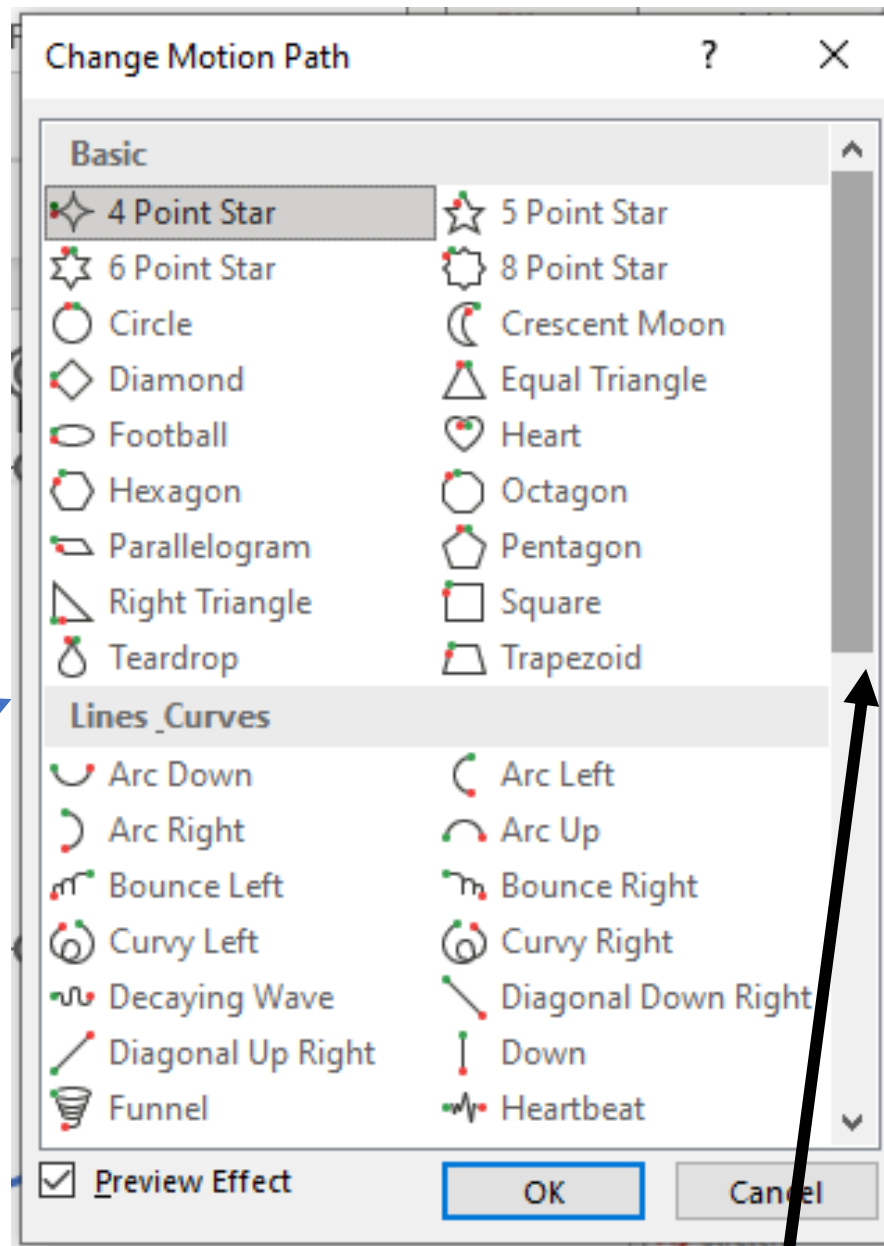 Change Motion Path ?
Basic
4 Point Star 5 Point Star
6 Point Star 8 Point Star
Circle Crescent Moon
Diamond Equal Triangle
Football Heart
Hexagon Octagon
Parallelogram Pentagon
Right Triangle Square
Teardrop Trapezoid
Lines_Curves
Arc Down Arc Left
Arc Right Arc Up
Bounce Left Bounce Right
Curvy Left Curvy Right
Decaying Wave Diagonal Down Right
Diagonal Up Right Down
Funnel Heartbeat
Preview Effect OK Cancel